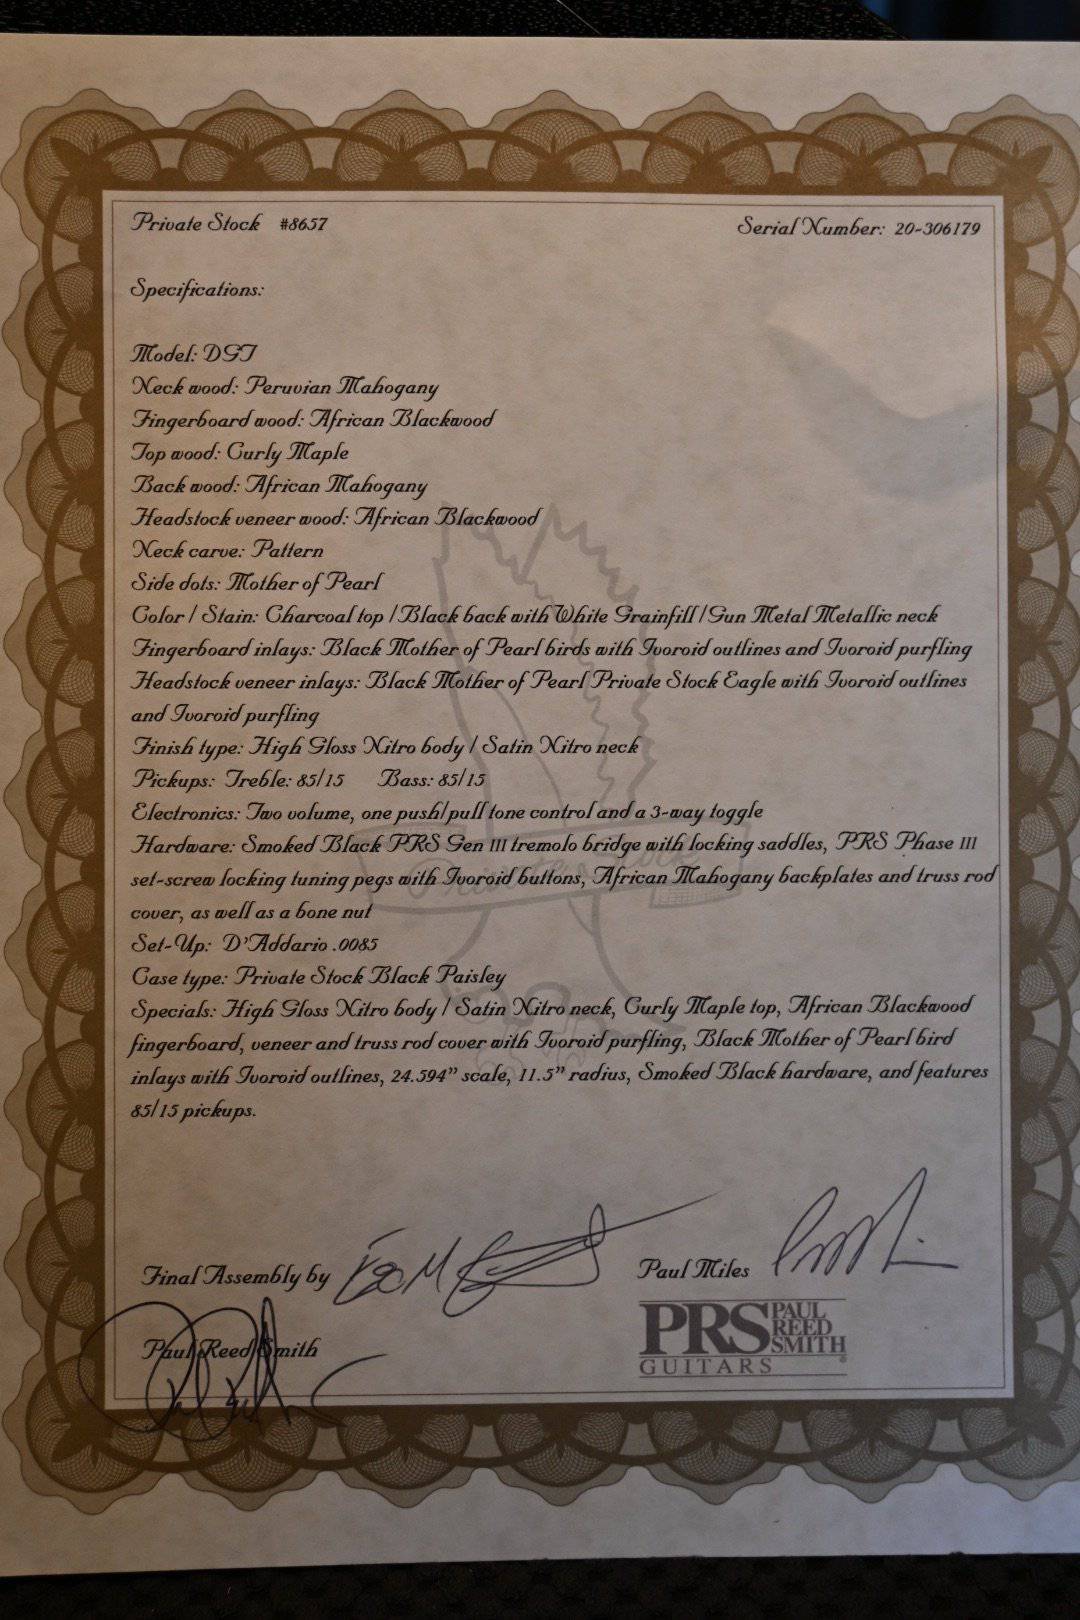 Private Stock #8657
Serial Number: 20-306179
Specifications:
Model: DGT
Neck wood: Peruvian Mahogany
Fingerboard wood: African Blackwood
Top wood: Curly Maple
Back wood: African Mahogany
Headstock veneer wood: African Blackwood
Neck carve: Pattern
Side dots: Mother of Pearl
Color / Stain: Charcoal top / Black back with White Grainfill / Gun Metal Metallic neck
Fingerboard inlays: Black Mother of Pearl birds with Ivoroid outlines and Ivoroid purfling
Headstock veneer inlays: Black Mother of Pearl Private Stock Eagle with Ivoroid outlines
and Ivoroid purfling
Finish type: High Gloss Nitro body / Satin Nitro neck
Pickups: Treble: 85/15 Bass: 85/15
Electronics: Two volume, one push/pull tone control and a 3-way toggle
Hardware: Smoked Black PRS Gen III tremolo bridge with locking saddles, PRS Phase III
set-screw locking tuning pegs with Ivoroid buttons, African Mahogany backplates and truss rod
cover, as well as a bone nut
Set-Up: D'Addario .0085
Case type: Private Stock Black Paisley
Specials: High Gloss Nitro body / Satin Nitro neck, Curly Maple top, African Blackwood
fingerboard, veneer and truss rod cover with Ivoroid purfling, Black Mother of Pearl bird
inlays with Ivoroid outlines, 24.594" scale, 11.5" radius, Smoked Black hardware, and features
85/15 pickups.
Final Assembly by
Paul Miles
Paul Reed Smith
PRS PAUL REED SMITH
GUITARS